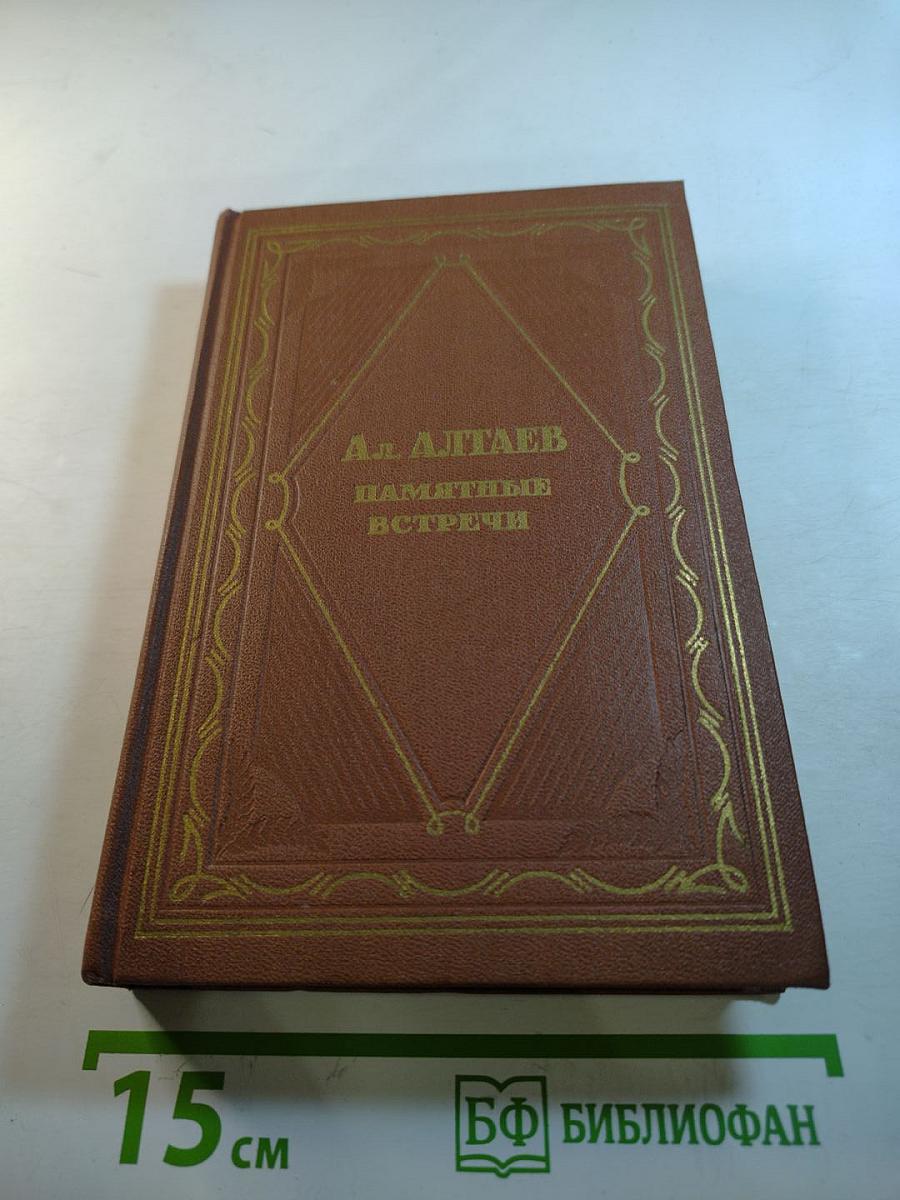 Ал. АЛТАЕВ
ПАМЯТНЫЕ
ВСТРЕЧИ
15 см
БФ БИБЛИОФАН